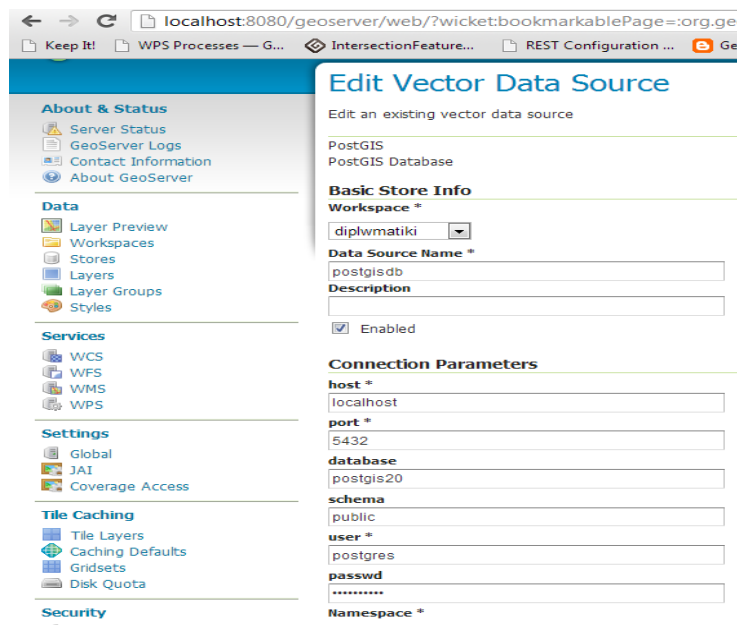 localhost:8080/geoserver/web/?wicket:bookmarkablePage=:org.ge
Keep It! WPS Processes — G... IntersectionFeature... REST Configuration ... Ge
About & Status
Server Status
GeoServer Logs
Contact Information
About GeoServer
Data
Layer Preview
Workspaces
Stores
Layers
Layer Groups
Styles
Services
WCS
WFS
WMS
WPS
Settings
Global
JAI
Coverage Access
Tile Caching
Tile Layers
Caching Defaults
Gridsets
Disk Quota
Security
Edit Vector Data Source
Edit an existing vector data source
PostGIS
PostGIS Database
Basic Store Info
Workspace *
diplwmatiki
Data Source Name *
postgisdb
Description
Enabled
Connection Parameters
host *
localhost
port *
5432
database
postgis20
schema
public
user *
postgres
passwd
••••••••••
Namespace *